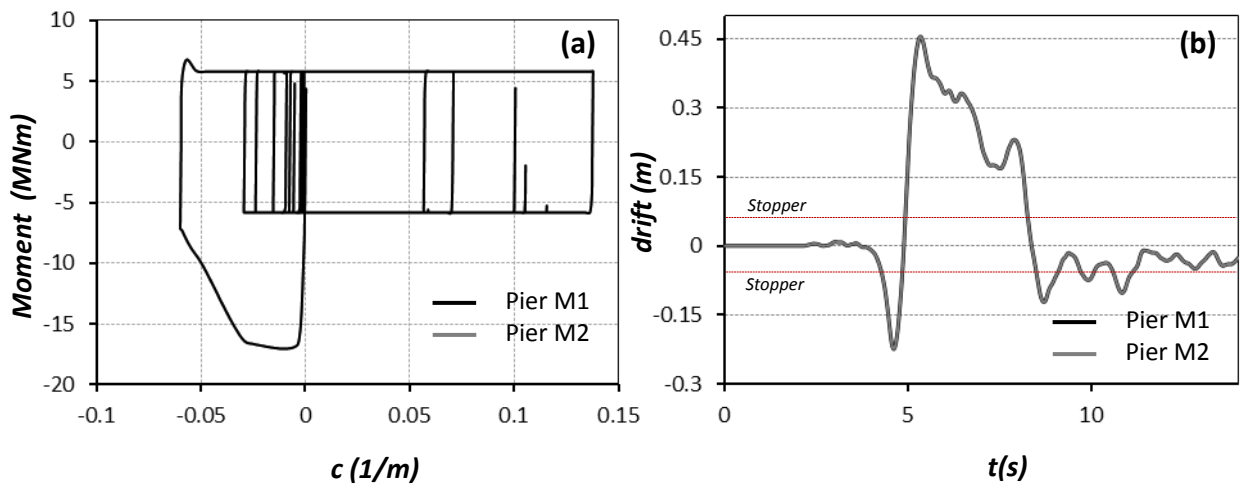 (a)
Moment (MNm)
10
5
0
-5
-10
-15
-20
-0.1
-0.05
0
0.05
0.1
0.15
c (1/m)
Pier M1
Pier M2
(b)
drift (m)
0.45
0.3
0.15
0
-0.15
-0.3
0
5
10
t(s)
Stopper
Stopper
Pier M1
Pier M2